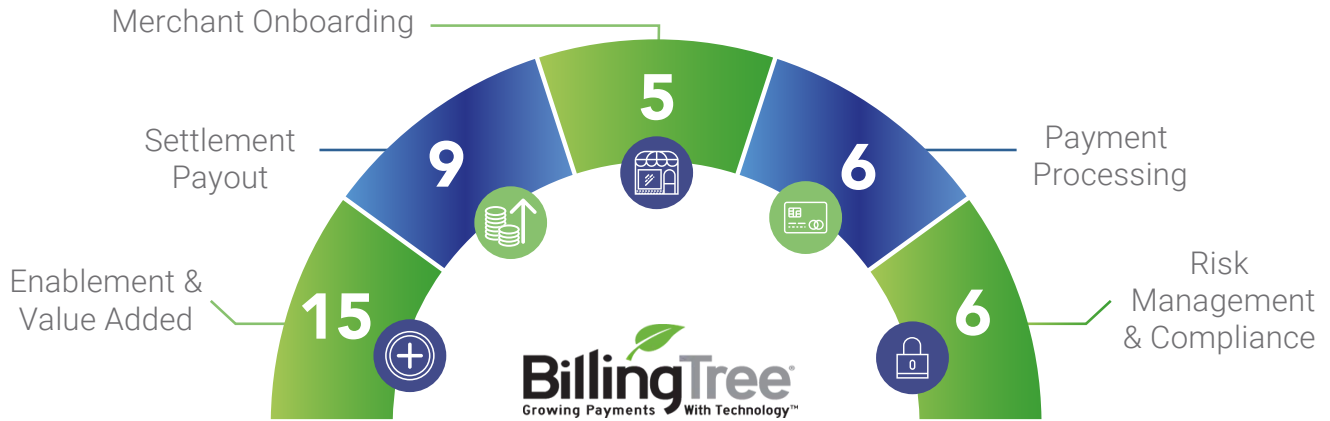 Merchant Onboarding
5
Settlement
Payout
9
6
Payment
Processing
Enablement &
Value Added
15
6
Risk
Management
& Compliance
0
BillingTree®
Growing Payments With Technology™